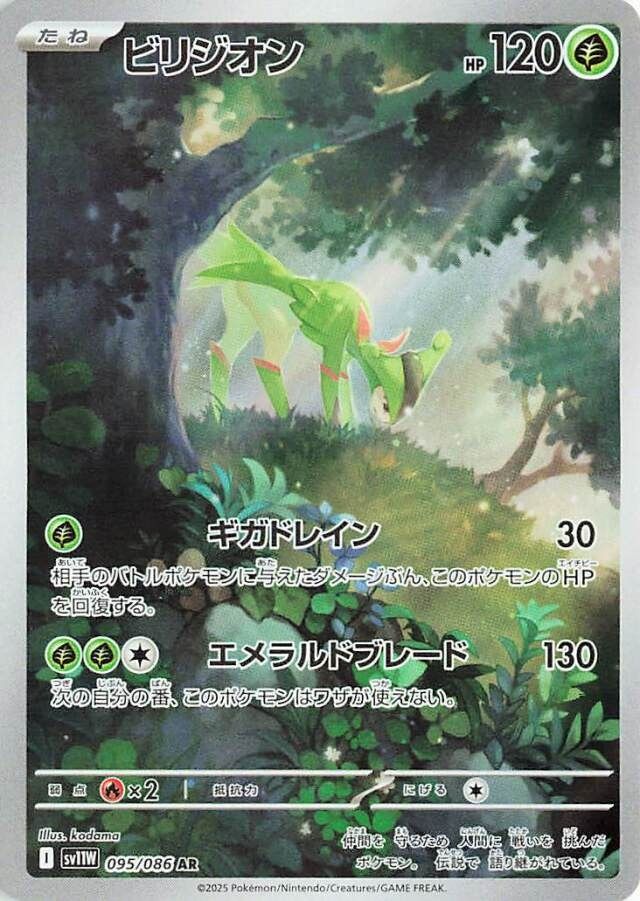 たね ビリジオン HP 120
ギガドレイン 30
相手のバトルポケモンに与えたダメージぶん、このポケモンのHP
を回復する。
エメラルドブレード 130
次の自分の番、このポケモンはワザが使えない。
弱点 ×2 抵抗力 にげる
Illus. kodama
仲間を守るため人間に戦いを挑んだ
ポケモン。伝説で語り継がれている。
I sv11W 095/086 AR
©2025 Pokémon/Nintendo/Creatures/GAME FREAK.